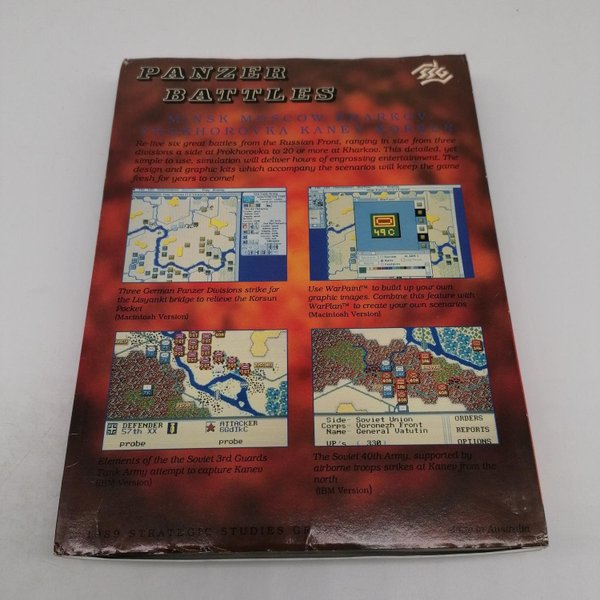 PANZER
BATTLES
SSG
MINSK MOSCOW KHARKOV
PROKHOROVKA KANEV KORSUN
Re-live six great battles from the Russian Front, ranging in size from three
divisions a side at Prokhorovka to 20 or more at Kharkov. This detailed, yet
simple to use, simulation will deliver hours of engrossing entertainment. The
design and graphic kits which accompany the scenarios will keep the game
fresh for years to come!
49C
Three German Panzer Divisions strike for
the Lisyanki bridge to relieve the Korsun
Pocket
(Macintosh Version)
Use WarPaint™ to build up your own
graphic images. Combine this feature with
WarPlan™ to create your own scenarios
(Macintosh Version)
DEFENDER
57th XX
probe
ATTACKER
68dTkC
probe
Side: Soviet Union
Corps: Voronezh Front
Name: General Vatutin
UP's ( 330)
ORDERS
REPORTS
OPTIONS
Elements of the the Soviet 3rd Guards
Tank Army attempt to capture Kanev
(IBM Version)
The Soviet 40th Army, supported by
airborne troops strikes at Kanev from the
north
(IBM Version)
1989 STRATEGIC STUDIES
Made in Australia